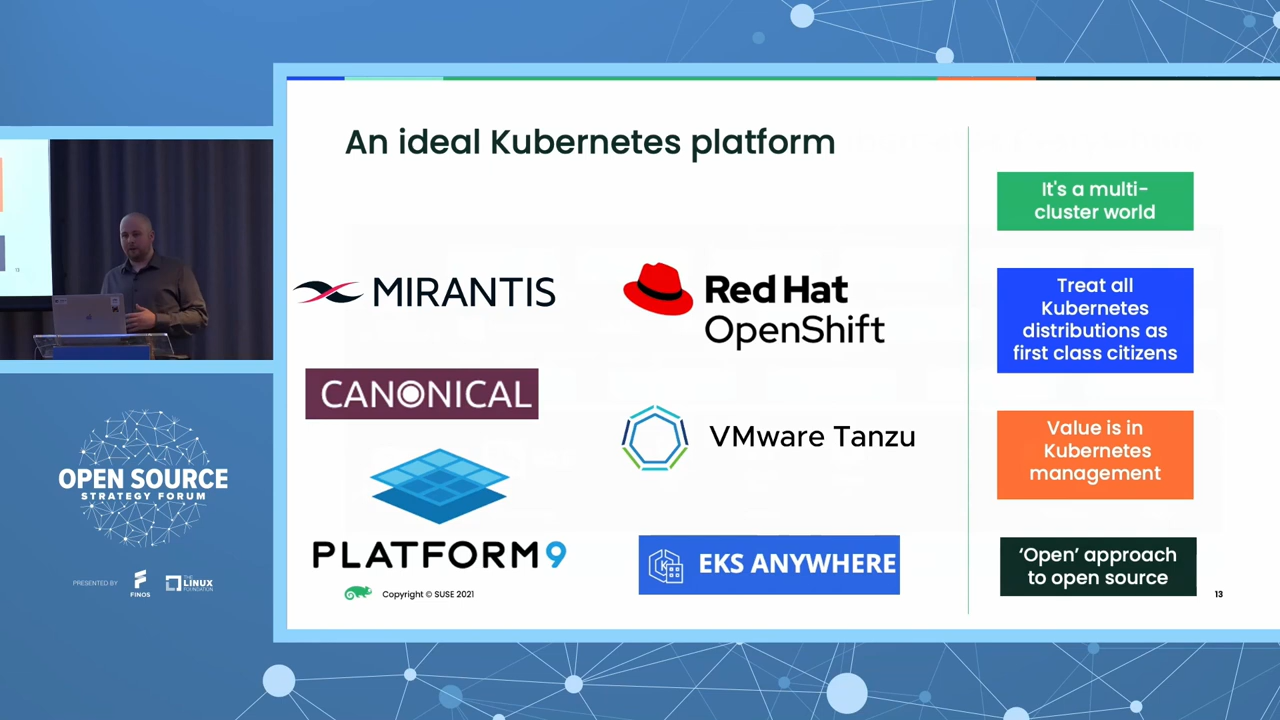 An ideal Kubernetes platform
MIRANTIS
Red Hat
OpenShift
CANONICAL
VMware Tanzu
PLATFORM9
EKS ANYWHERE
Copyright © SUSE 2021
It's a multi-
cluster world
Treat all
Kubernetes
distributions as
first class citizens
Value is in
Kubernetes
management
'Open' approach
to open source
13
OPEN SOURCE
STRATEGY FORUM
PRESENTED BY
FINOS
THE
LINUX
FOUNDATION